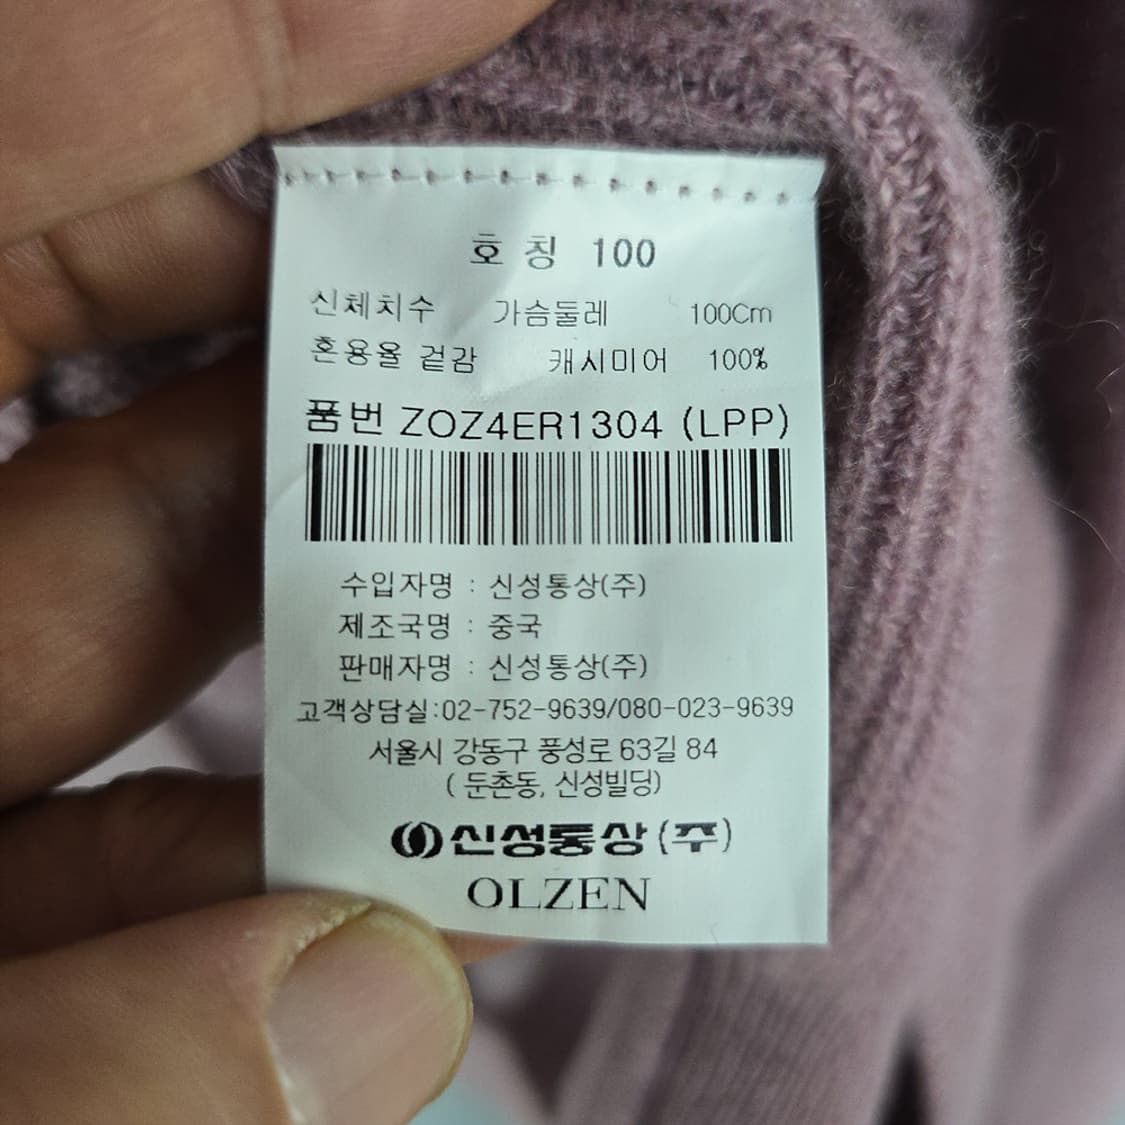 호 칭 100
신체치수 가슴둘레 100Cm
혼용율 겉감 캐시미어 100%
품번 ZOZ4ER1304 (LPP)
수입자명 : 신성통상(주)
제조국명 : 중국
판매자명 : 신성통상(주)
고객상담실:02-752-9639/080-023-9639
서울시 강동구 풍성로 63길 84
( 둔촌동, 신성빌딩)
신성통상(주)
OLZEN